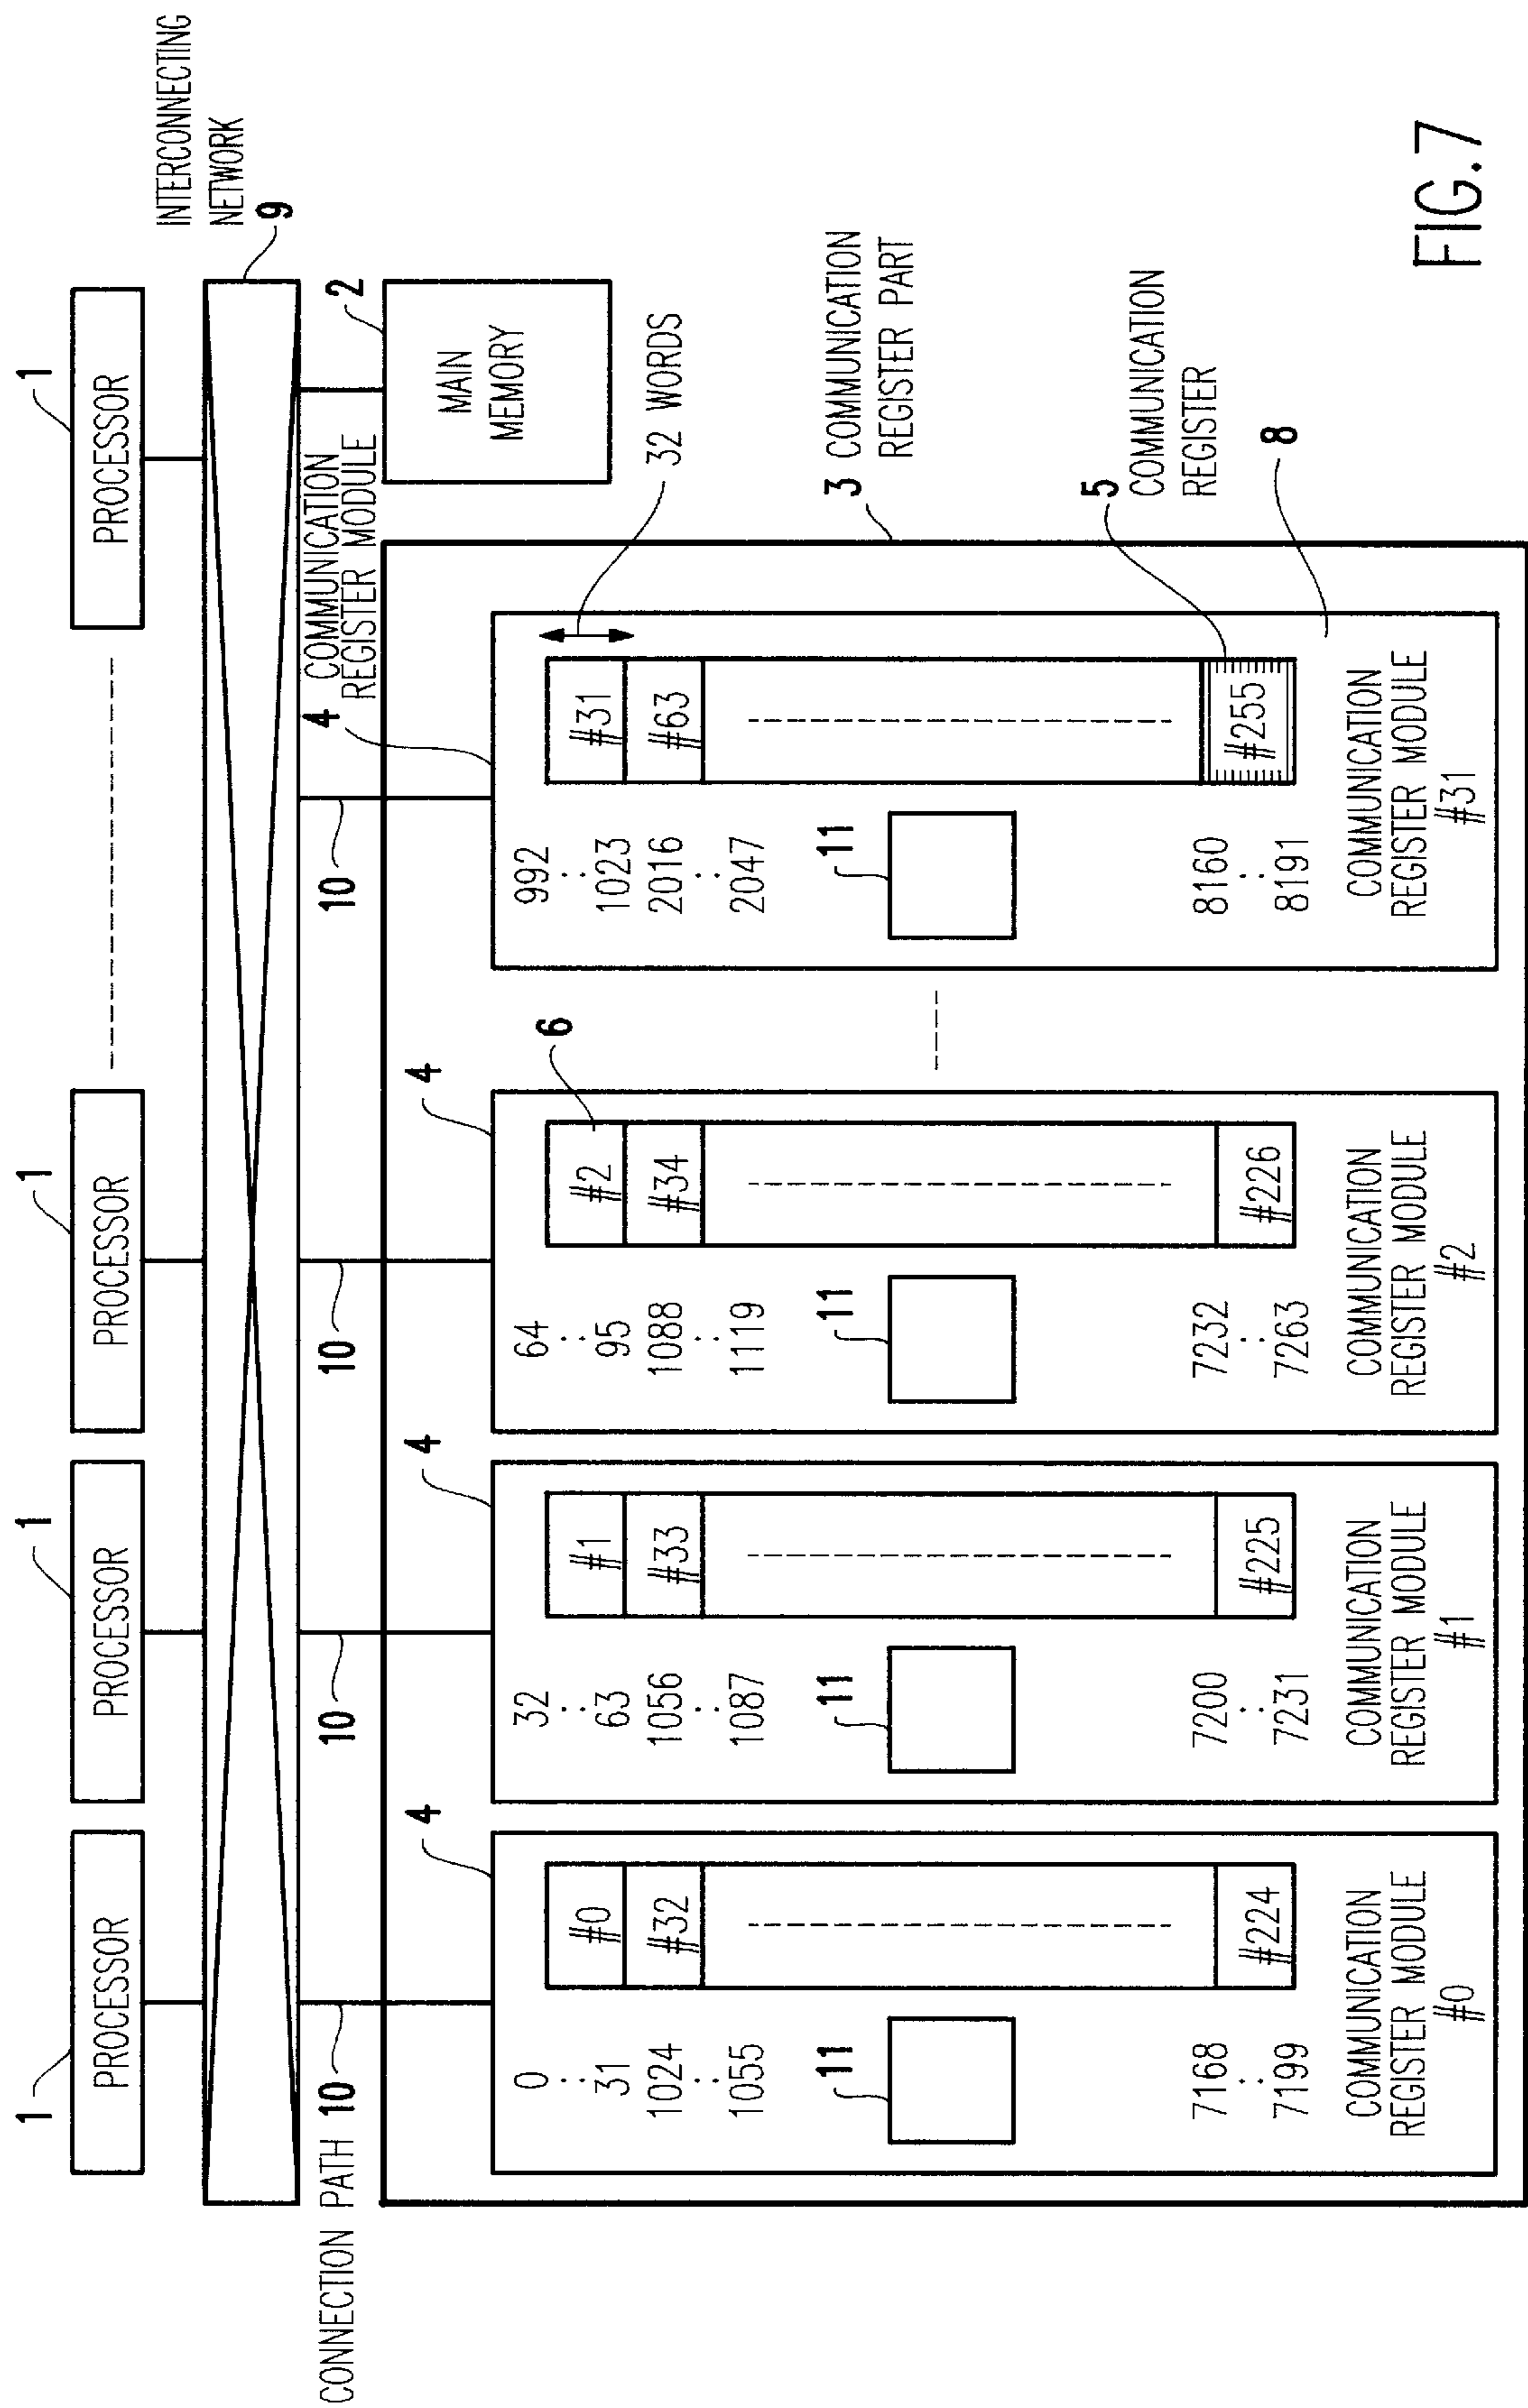 1
1
1
1
PROCESSOR
PROCESSOR
PROCESSOR
PROCESSOR
INTERCONNECTING
NETWORK
9
CONNECTION PATH 10
10
10
10
COMMUNICATION
REGISTER MODULE
2
MAIN
MEMORY
4
4
4
4
0
:
31
1024
:
1055
11
7168
:
7199
#0
#32
#224
COMMUNICATION
REGISTER MODULE
#0
32
:
63
1056
:
1087
11
7200
:
7231
#1
#33
#225
COMMUNICATION
REGISTER MODULE
#1
64
:
95
1088
:
1119
11
7232
:
7263
6
#2
#34
#226
COMMUNICATION
REGISTER MODULE
#2
992
:
1023
2016
:
2047
11
8160
:
8191
#31
#63
#255
COMMUNICATION
REGISTER MODULE
#31
32 WORDS
3 COMMUNICATION
REGISTER PART
5 COMMUNICATION
REGISTER
8
FIG.7